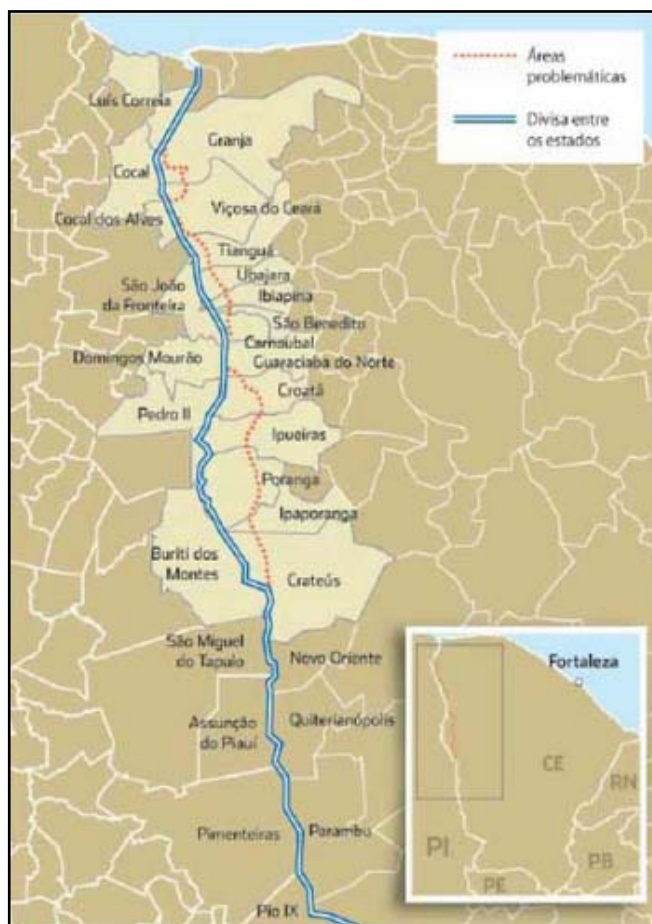 Áreas
problemáticas
Divisa entre
os estados
Luís Correia
Granja
Cocal
Viçosa do Ceará
Cocal dos Alves
Tianguá
Ubajara
São João
da Fronteira
Ibiapina
São Benedito
Carnaubal
Domingos Mourão
Guaraciaba do Norte
Croatá
Pedro II
Ipueiras
Poranga
Ipaporanga
Buriti dos
Montes
Crateús
São Miguel
do Tapuio
Novo Oriente
Fortaleza
Assunção
do Piauí
Quiterianópolis
CE
RN
Pimenteiras
Parambu
PI
PB
PE
Pio IX